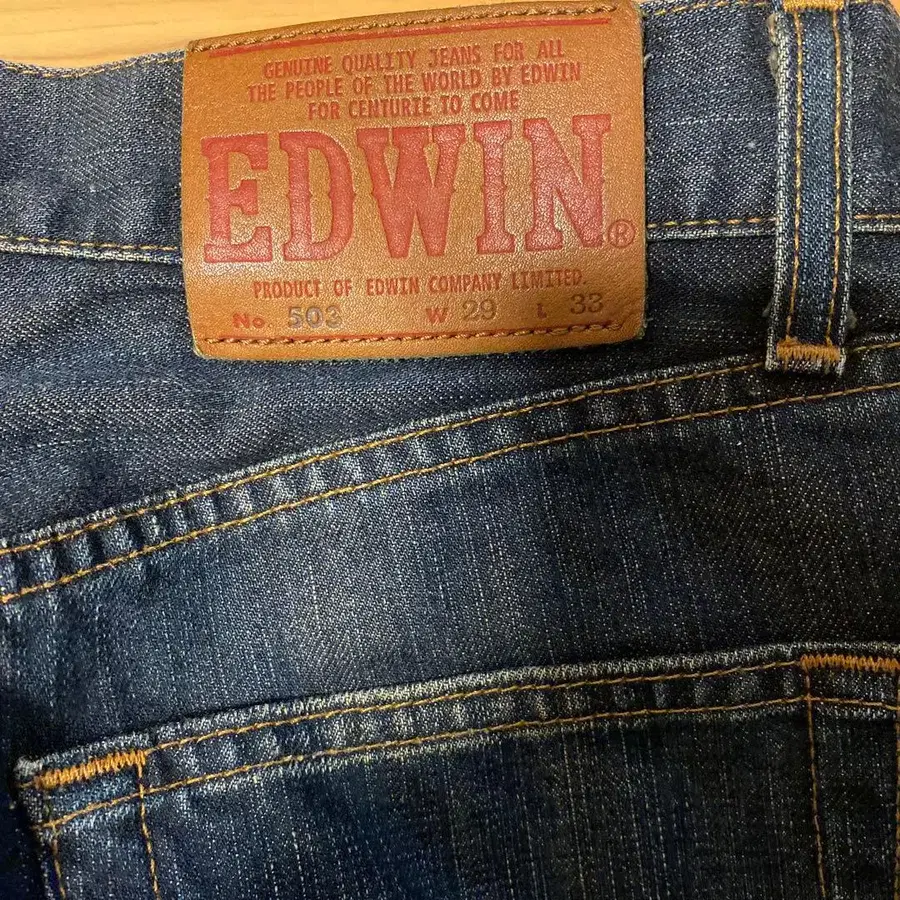 GENUINE QUALITY JEANS FOR ALL
THE PEOPLE OF THE WORLD BY EDWIN
FOR CENTURIE TO COME
EDWIN®
PRODUCT OF EDWIN COMPANY LIMITED.
No. 503 W 29 L 33